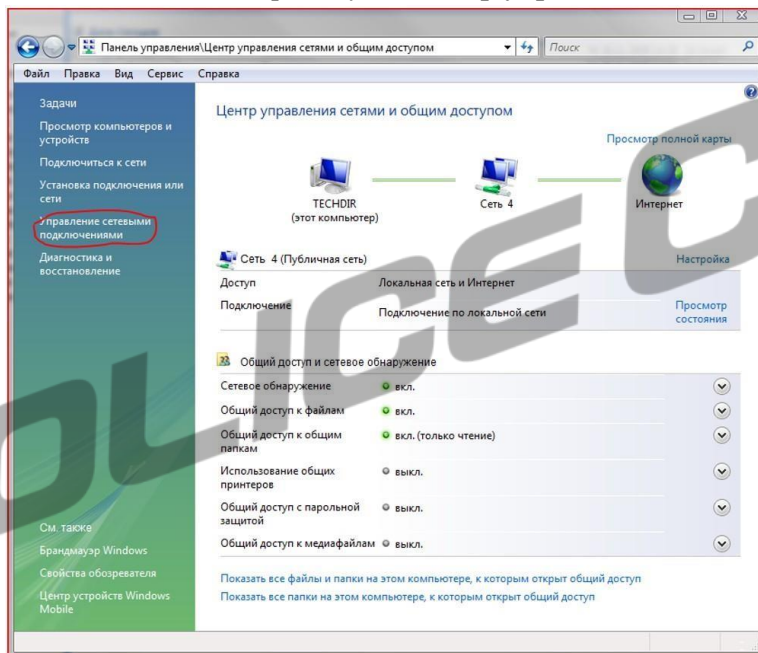 Панель управления\Центр управления сетями и общим доступом
Поиск
Файл Правка Вид Сервис Справка
Задачи
Просмотр компьютеров и
устройств
Подключиться к сети
Установка подключения или
сети
Управление сетевыми
подключениями
Диагностика и
восстановление
См. также
Брандмауэр Windows
Свойства обозревателя
Центр устройств Windows
Mobile
Центр управления сетями и общим доступом
Просмотр полной карты
TECHDIR
(этот компьютер)
Сеть 4
Интернет
Сеть 4 (Публичная сеть)
Настройка
Доступ
Локальная сеть и Интернет
Подключение
Подключение по локальной сети
Просмотр
состояния
Общий доступ и сетевое обнаружение
Сетевое обнаружение
вкл.
Общий доступ к файлам
вкл.
Общий доступ к общим
папкам
вкл. (только чтение)
Использование общих
принтеров
выкл.
Общий доступ с парольной
защитой
выкл.
Общий доступ к медиафайлам
выкл.
Показать все файлы и папки на этом компьютере, к которым открыт общий доступ
Показать все папки на этом компьютере, к которым открыт общий доступ
OLICEC